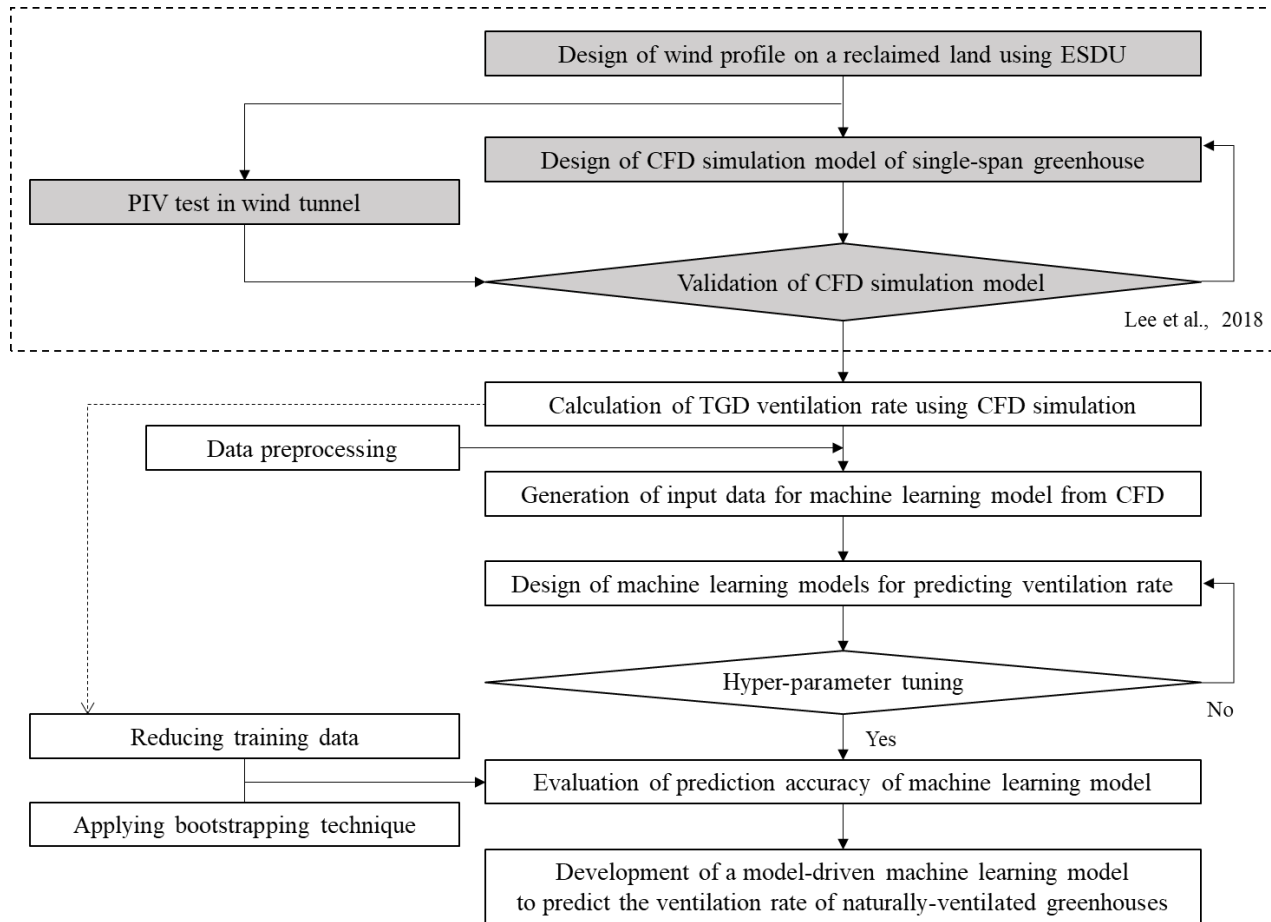 Design of wind profile on a reclaimed land using ESDU
Design of CFD simulation model of single-span greenhouse
PIV test in wind tunnel
Validation of CFD simulation model
Lee et al., 2018
Calculation of TGD ventilation rate using CFD simulation
Data preprocessing
Generation of input data for machine learning model from CFD
Design of machine learning models for predicting ventilation rate
Hyper-parameter tuning
No
Yes
Reducing training data
Evaluation of prediction accuracy of machine learning model
Applying bootstrapping technique
Development of a model-driven machine learning model
to predict the ventilation rate of naturally-ventilated greenhouses